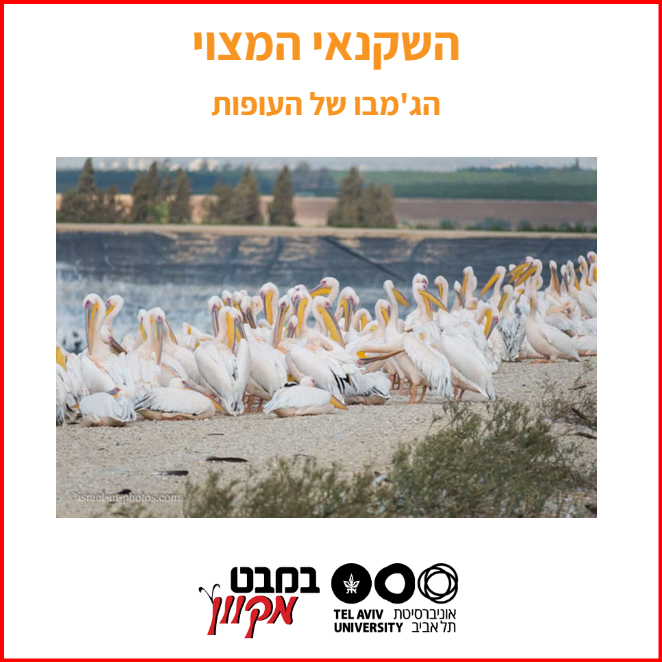 השקנאי המצוי
הג'מבו של העופות
israel-in-photos.com
במבט
מקוון
TEL AVIV אוניברסיטת
UNIVERSITY תל אביב